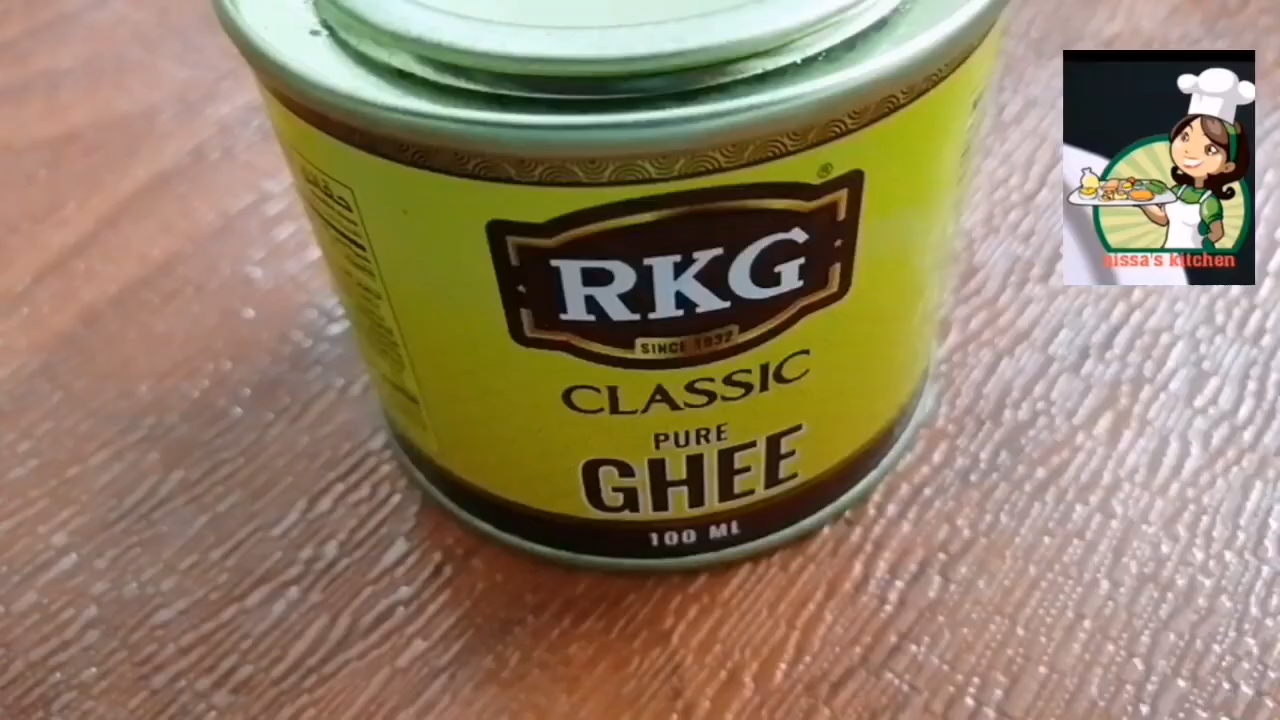 RKG
®
SINCE 1932
CLASSIC
PURE
GHEE
100 ML
nissa's kitchen